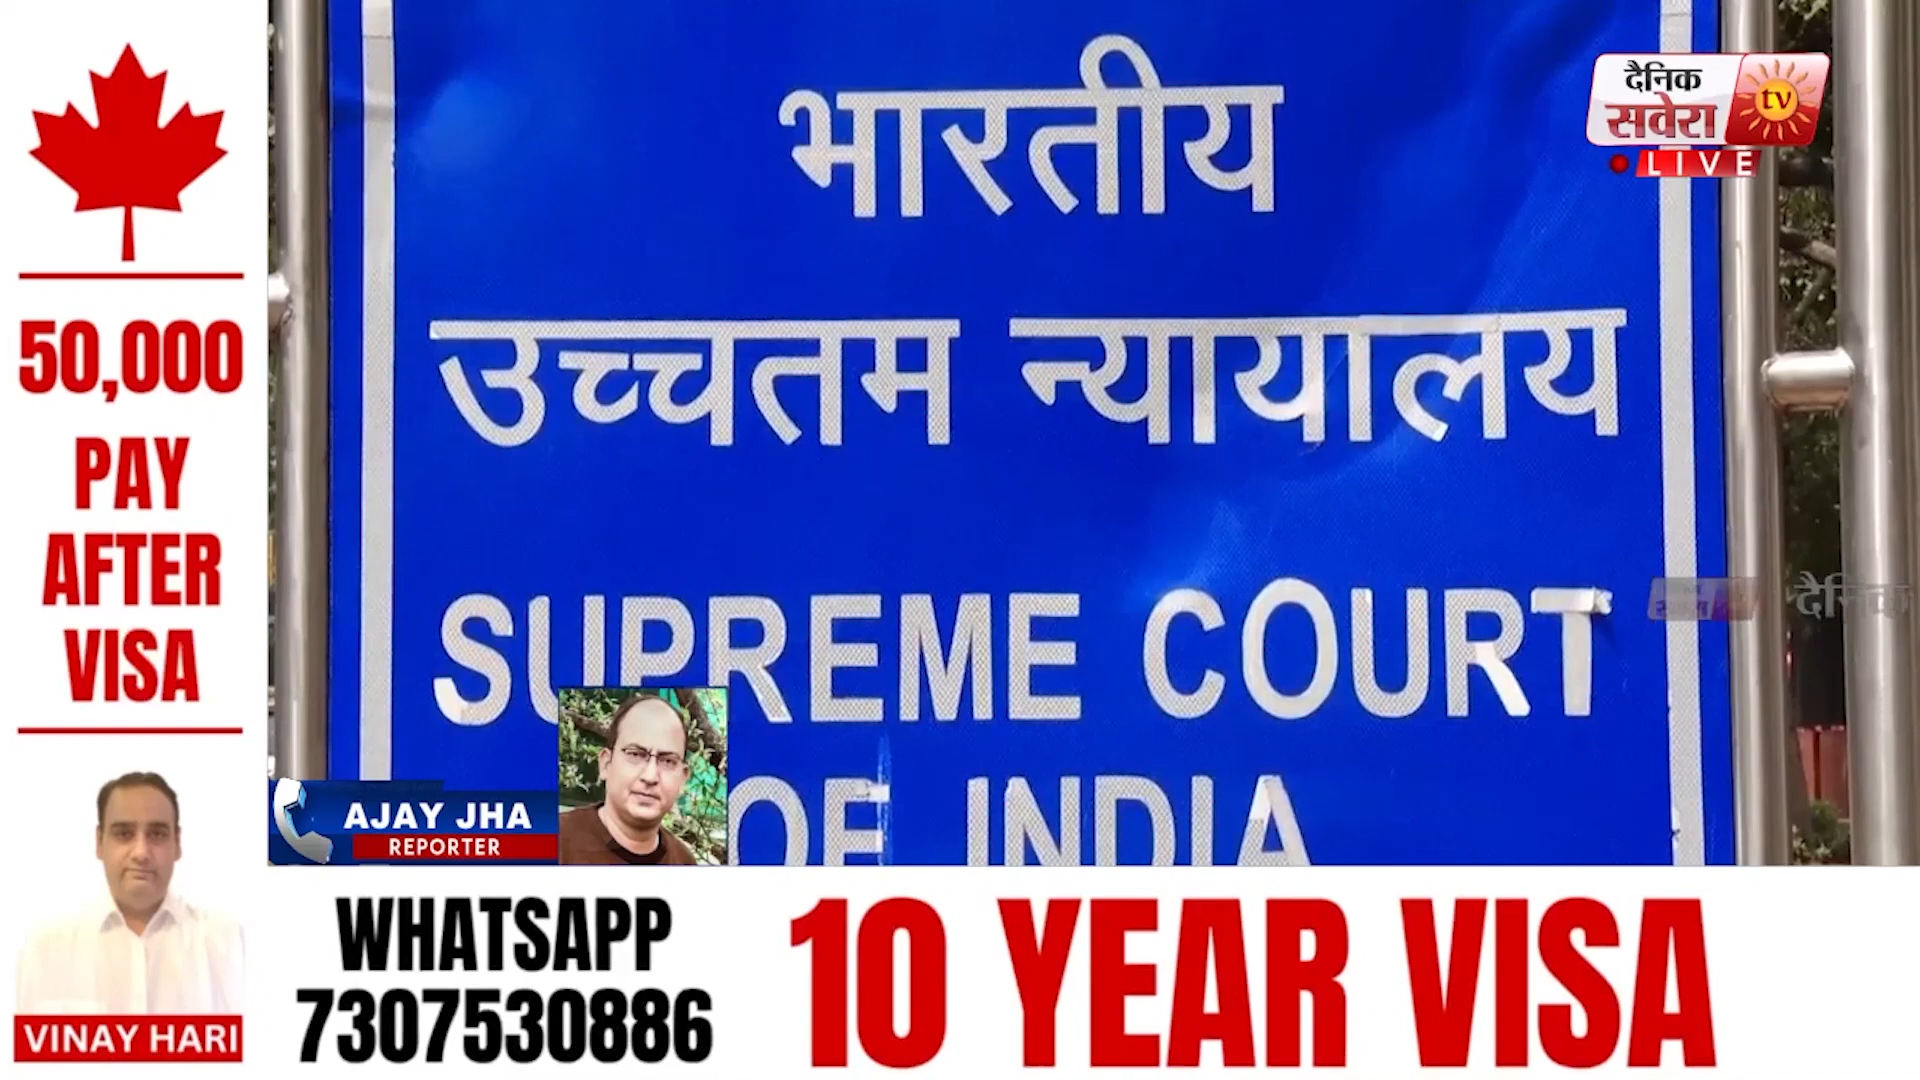 50,000
PAY
AFTER
VISA
VINAY HARI
भारतीय
उच्चतम न्यायालय
SUPREME COURT
OF INDIA
दैनिक
सवेरा tv
LIVE
सवेरा
दैनिक
AJAY JHA
REPORTER
WHATSAPP
7307530886
10 YEAR VISA